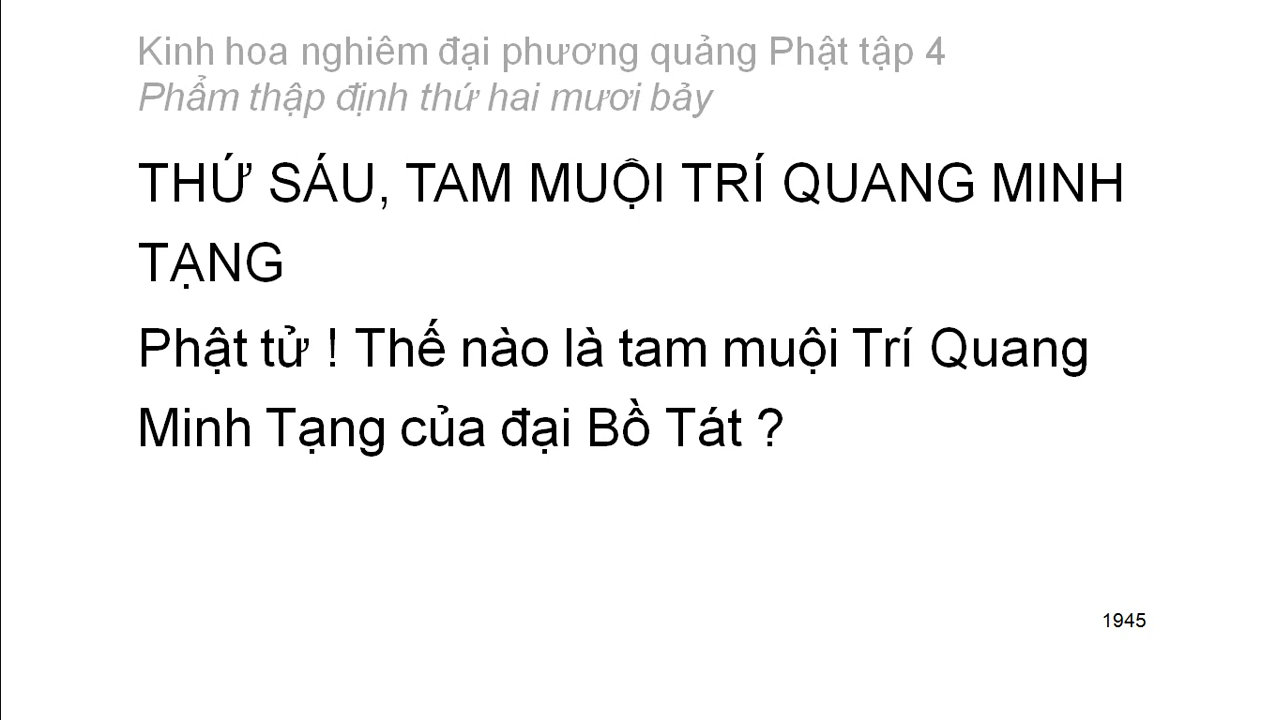 Kinh hoa nghiêm đại phương quảng Phật tập 4
Phẩm thập định thứ hai mươi bảy
THỨ SÁU, TAM MUỘI TRÍ QUANG MINH
TẠNG
Phật tử ! Thế nào là tam muội Trí Quang
Minh Tạng của đại Bồ Tát ?
1945